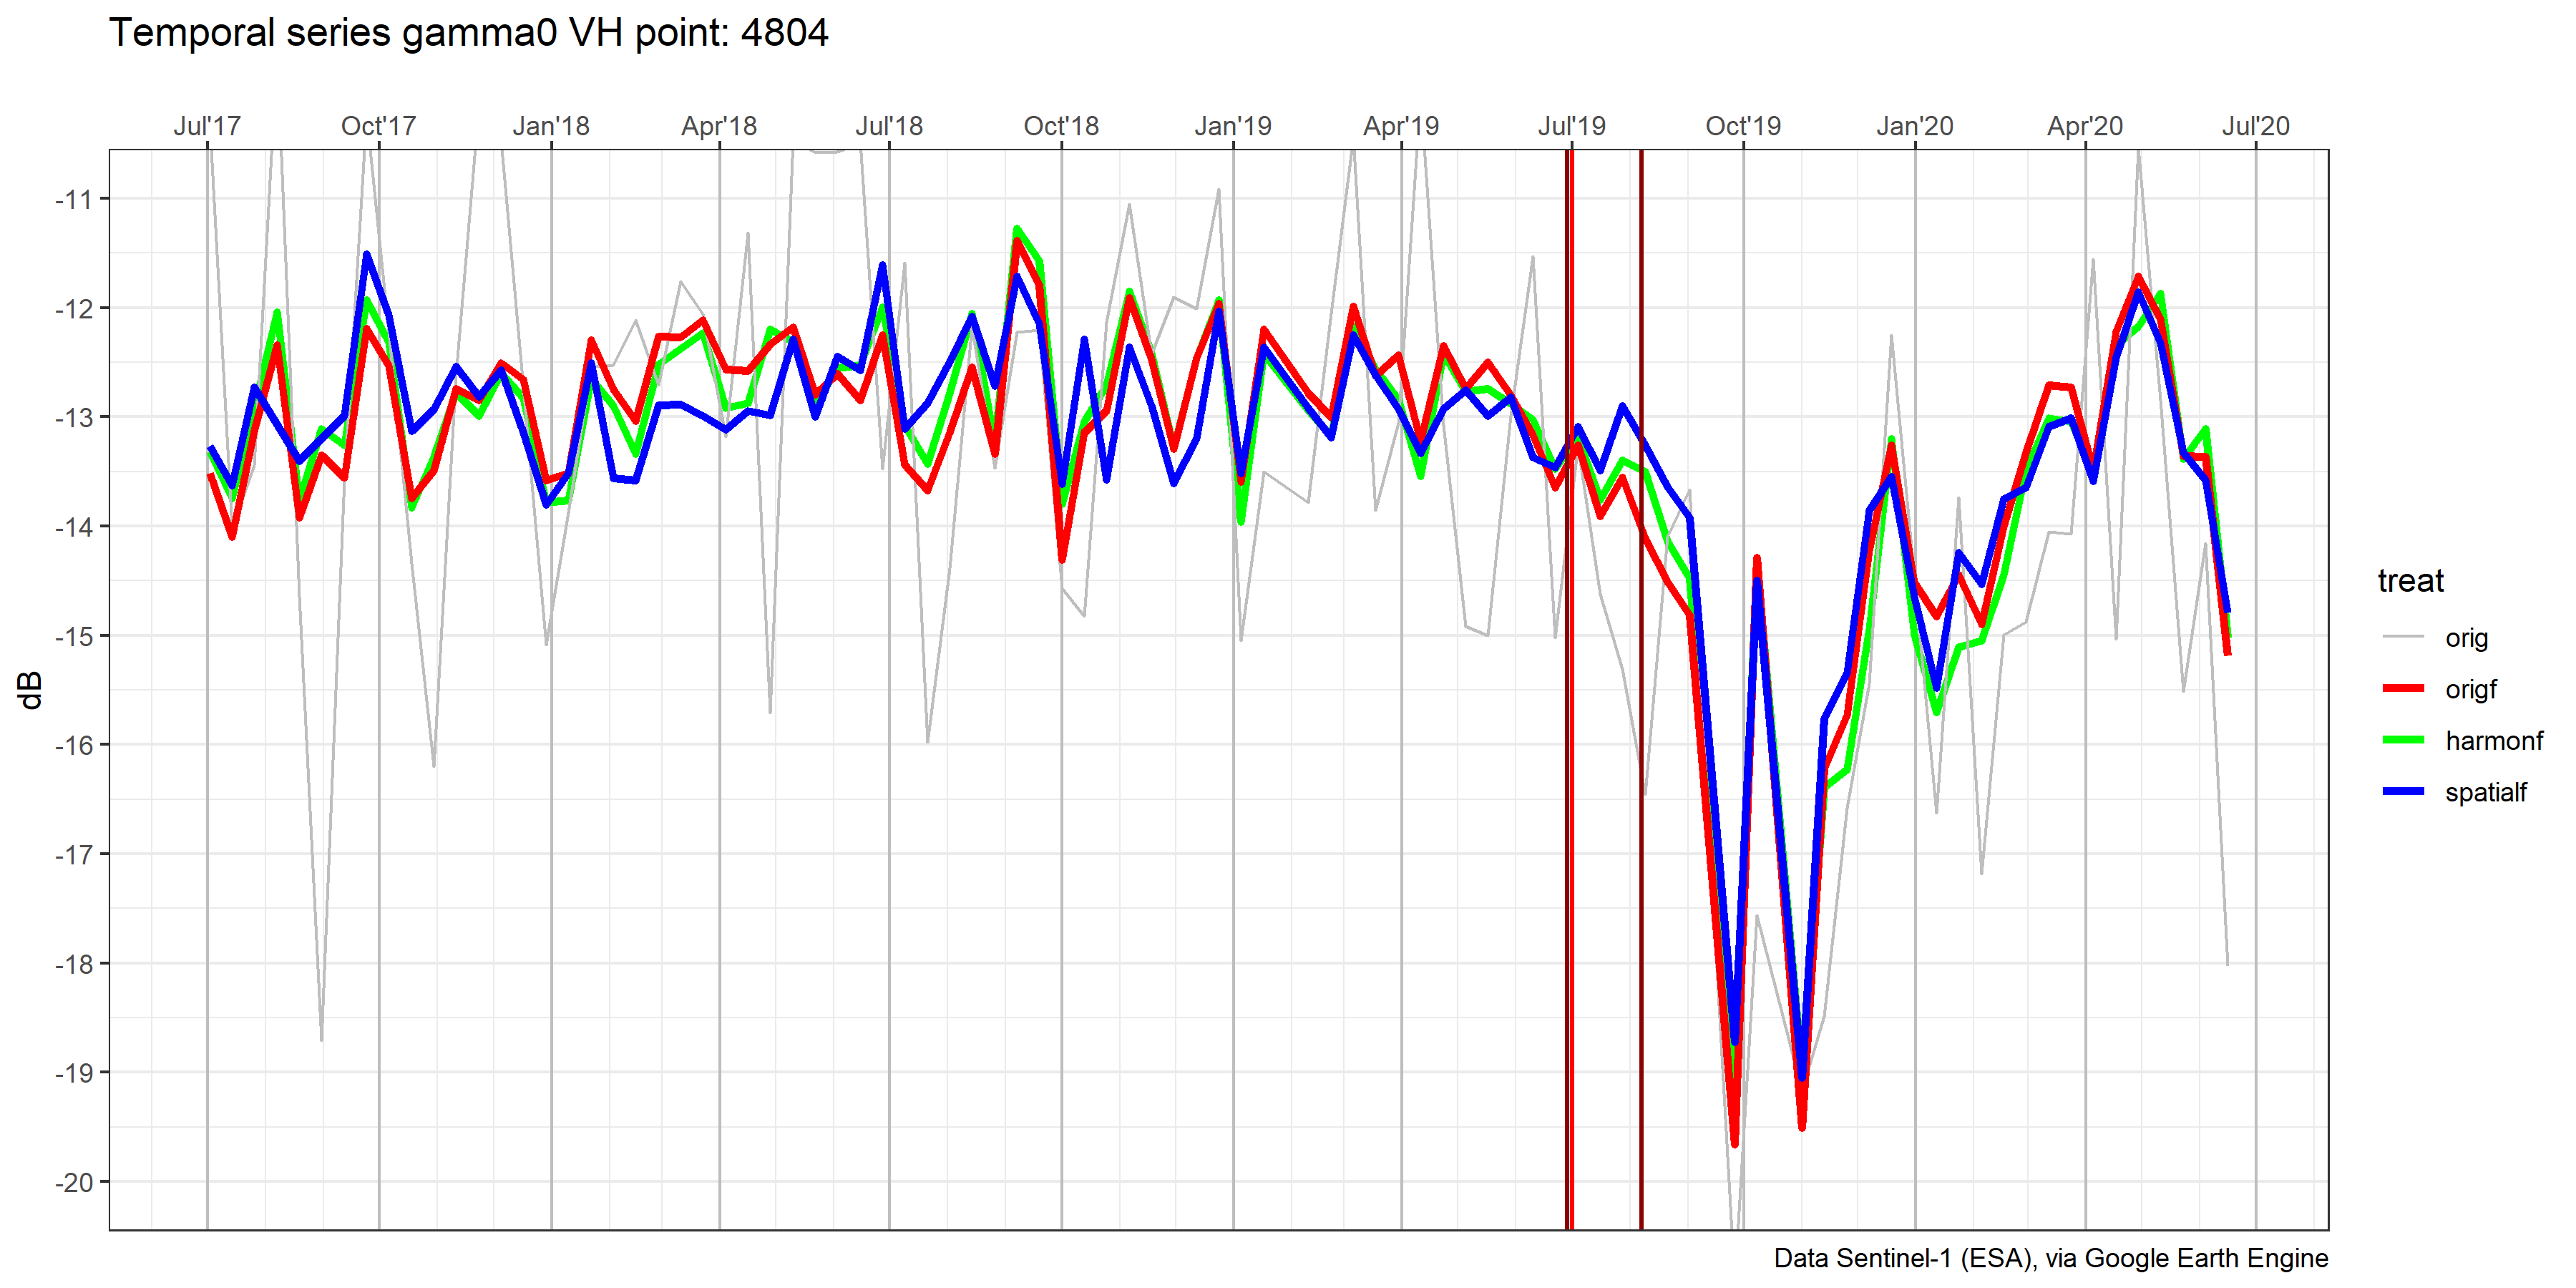 Temporal series gamma0 VH point: 4804
Jul'17 Oct'17 Jan'18 Apr'18 Jul'18 Oct'18 Jan'19 Apr'19 Jul'19 Oct'19 Jan'20 Apr'20 Jul'20
-11
-12
-13
-14
-15
-16
-17
-18
-19
-20
dB
treat
orig
origf
harmonf
spatialf
Data Sentinel-1 (ESA), via Google Earth Engine